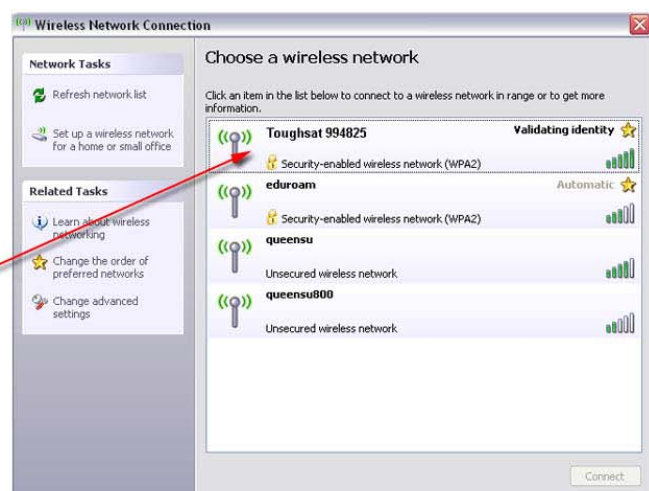 Wireless Network Connection
Network Tasks
Refresh network list
Set up a wireless network
for a home or small office
Related Tasks
Learn about wireless
networking
Change the order of
preferred networks
Change advanced
settings
Choose a wireless network
Click an item in the list below to connect to a wireless network in range or to get more
information.
Toughsat 994825 Validating identity
Security-enabled wireless network (WPA2)
eduroam Automatic
Security-enabled wireless network (WPA2)
queensu
Unsecured wireless network
queensu800
Unsecured wireless network
Connect